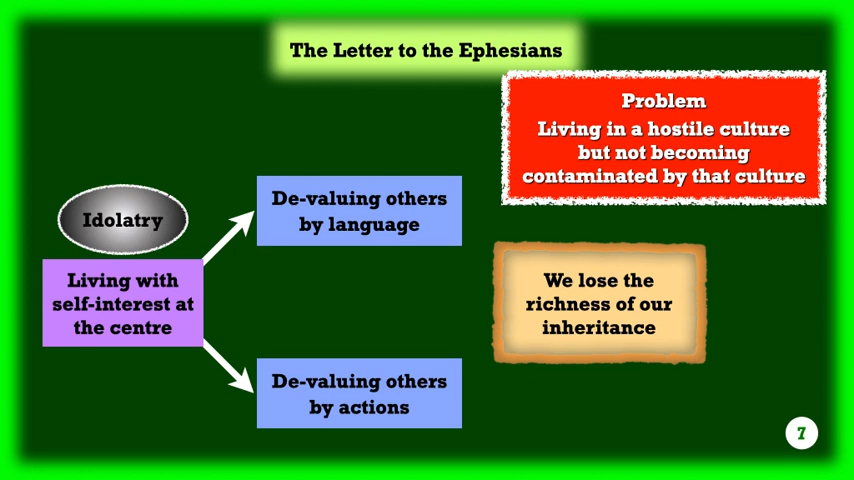 The Letter to the Ephesians
Problem
Living in a hostile culture
but not becoming
contaminated by that culture
Idolatry
Living with
self-interest at
the centre
De-valuing others
by language
De-valuing others
by actions
We lose the
richness of our
inheritance
7